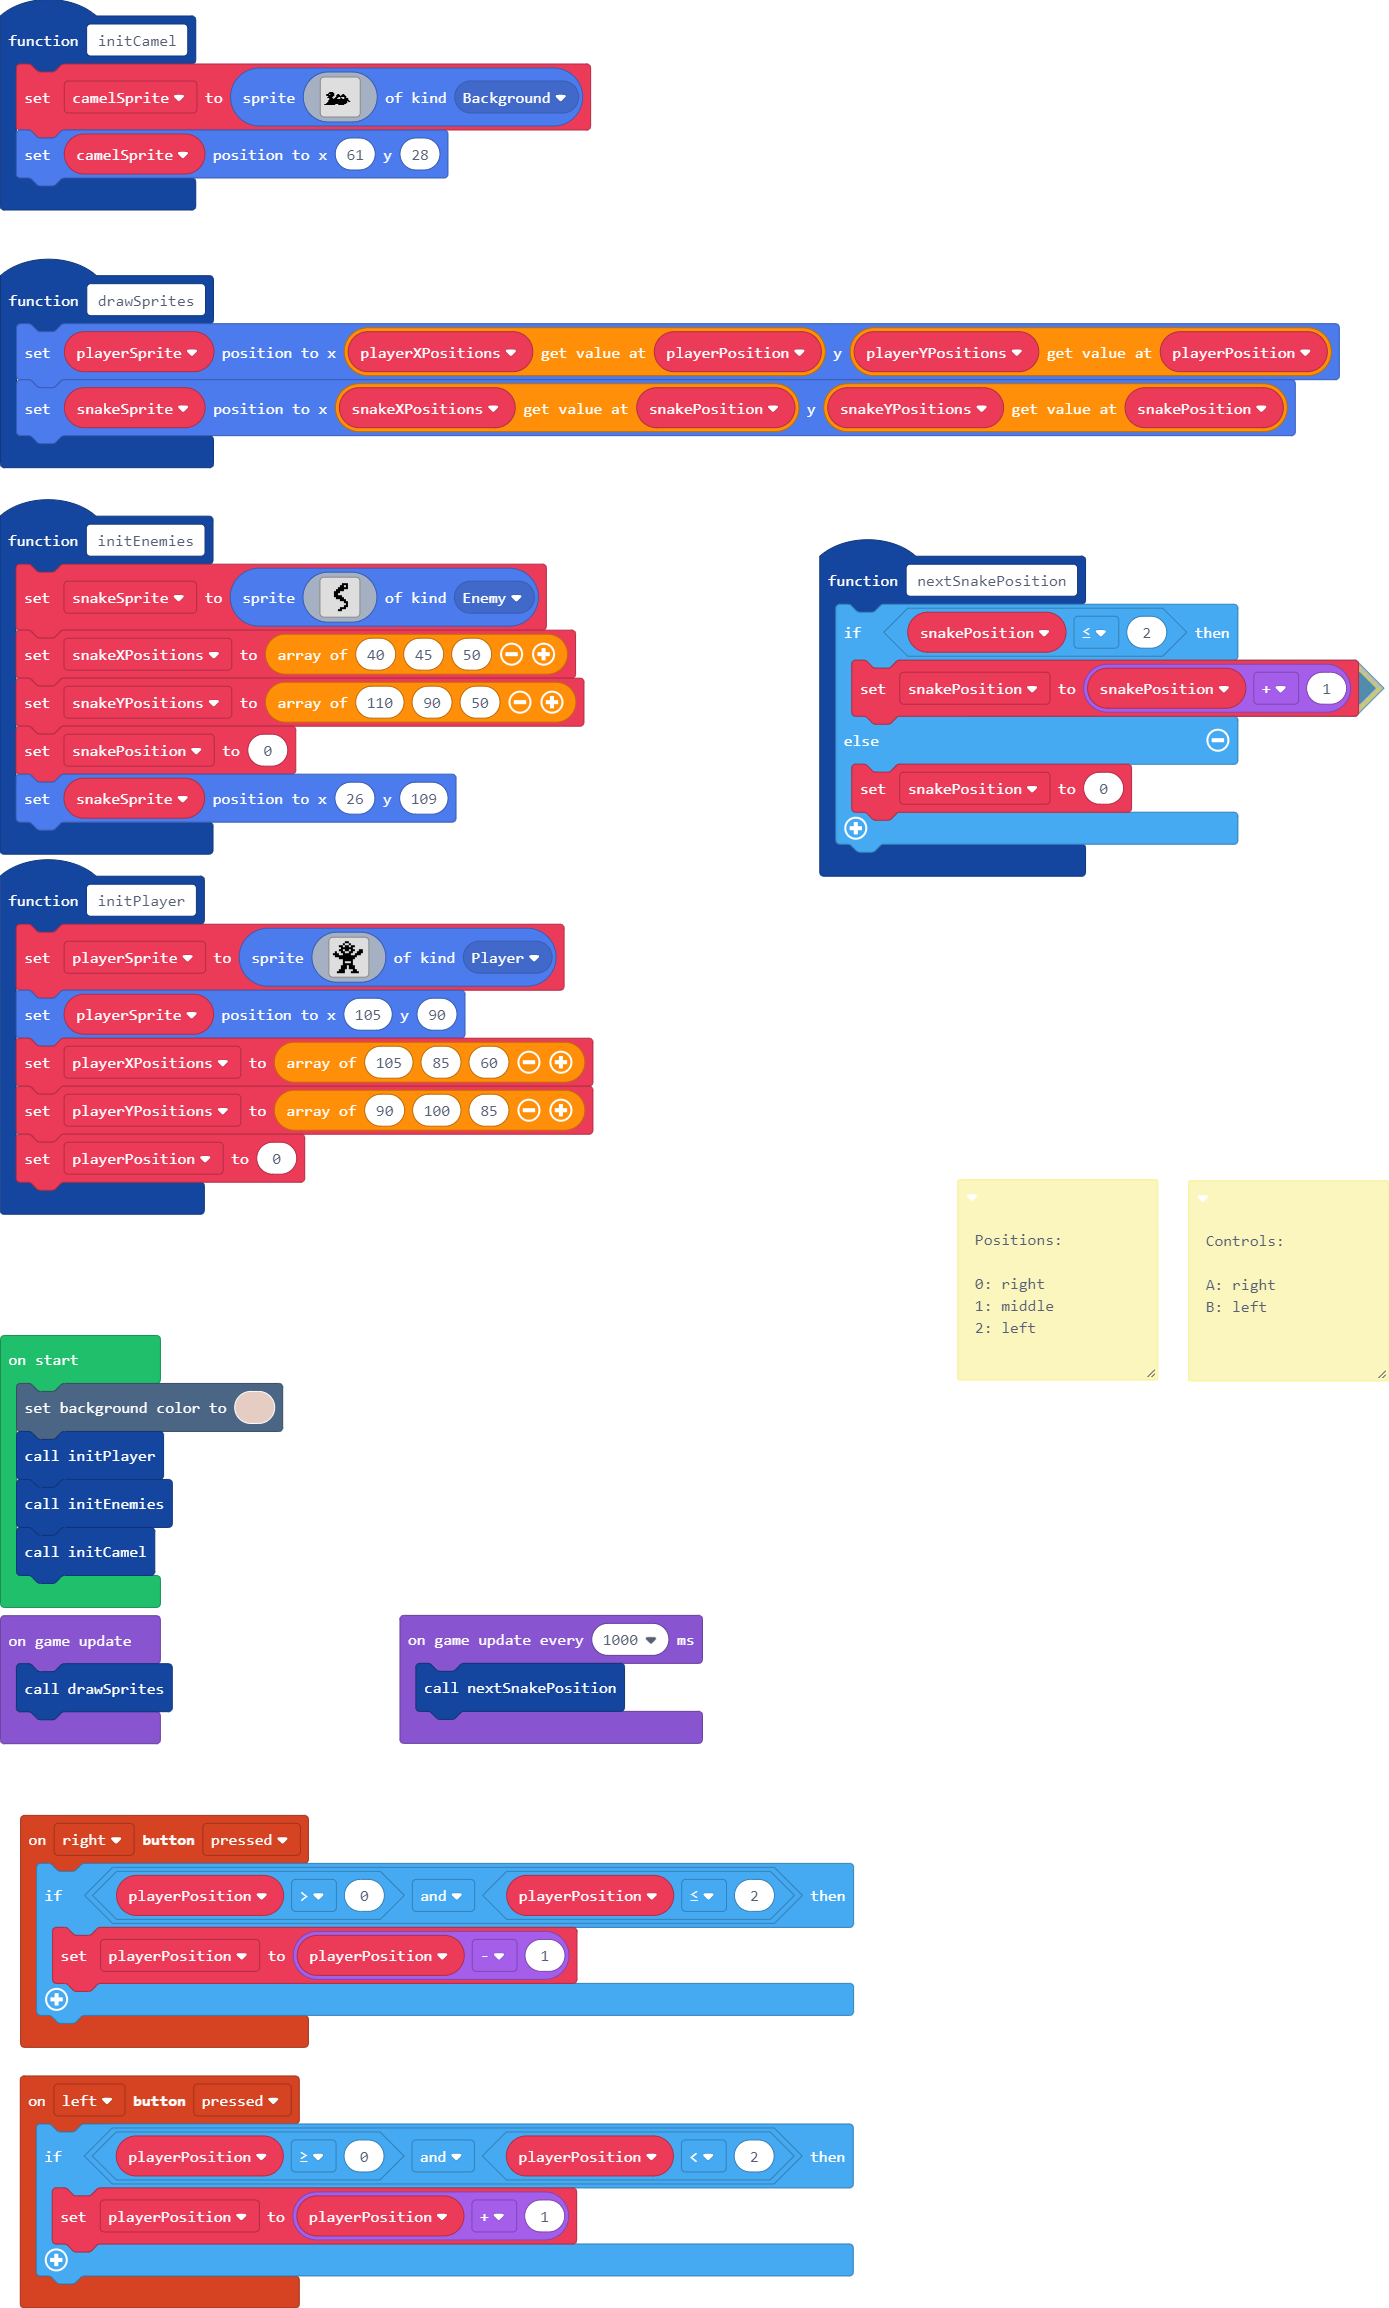 function initCamel
set camelSprite to sprite of kind Background
set camelSprite position to x 61 y 28
function drawSprites
set playerSprite position to x playerXPositions get value at playerPosition y playerYPositions get value at playerPosition
set snakeSprite position to x snakeXPositions get value at snakePosition y snakeYPositions get value at snakePosition
function initEnemies
set snakeSprite to sprite of kind Enemy
set snakeXPositions to array of 40 45 50
set snakeYPositions to array of 110 90 50
set snakePosition to 0
set snakeSprite position to x 26 y 109
function nextSnakePosition
if snakePosition ≤ 2 then
set snakePosition to snakePosition + 1
else
set snakePosition to 0
function initPlayer
set playerSprite to sprite of kind Player
set playerSprite position to x 105 y 90
set playerXPositions to array of 105 85 60
set playerYPositions to array of 90 100 85
set playerPosition to 0
Positions:
0: right
1: middle
2: left
Controls:
A: right
B: left
on start
set background color to
call initPlayer
call initEnemies
call initCamel
on game update
call drawSprites
on game update every 1000 ms
call nextSnakePosition
on right button pressed
if playerPosition > 0 and playerPosition ≤ 2 then
set playerPosition to playerPosition - 1
on left button pressed
if playerPosition ≥ 0 and playerPosition < 2 then
set playerPosition to playerPosition + 1